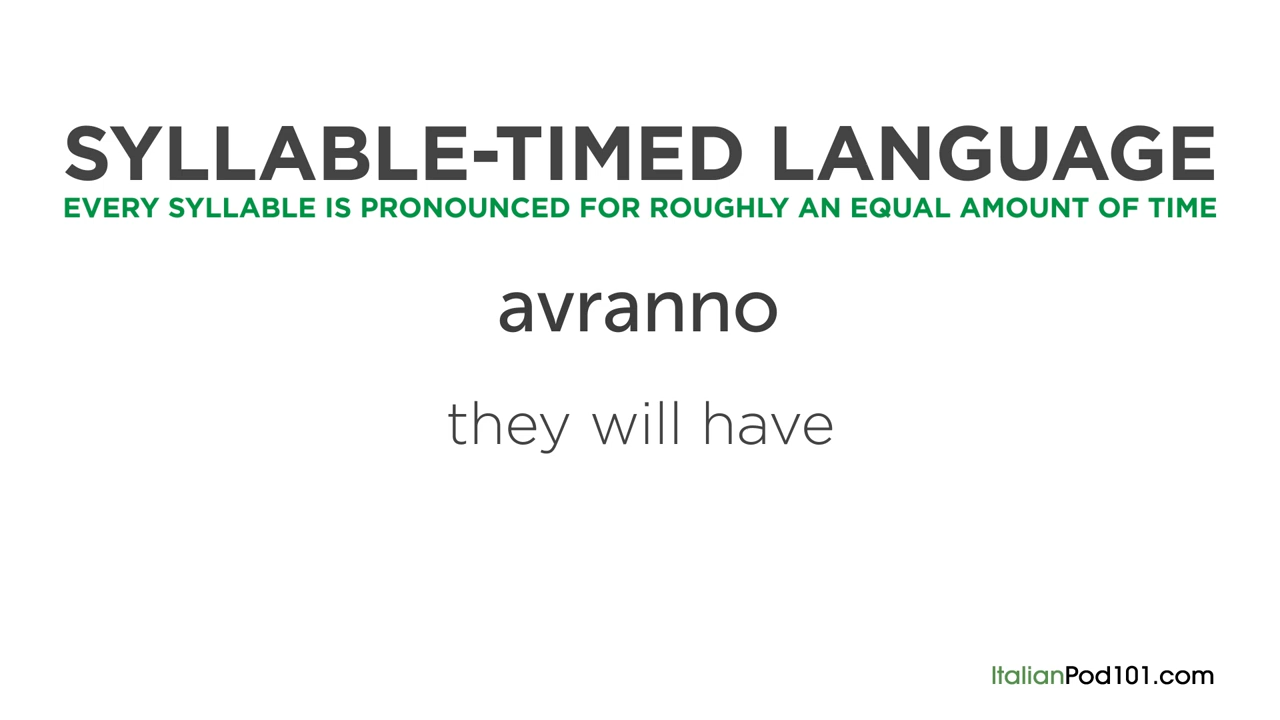 SYLLABLE-TIMED LANGUAGE
EVERY SYLLABLE IS PRONOUNCED FOR ROUGHLY AN EQUAL AMOUNT OF TIME
avranno
they will have
ItalianPod101.com